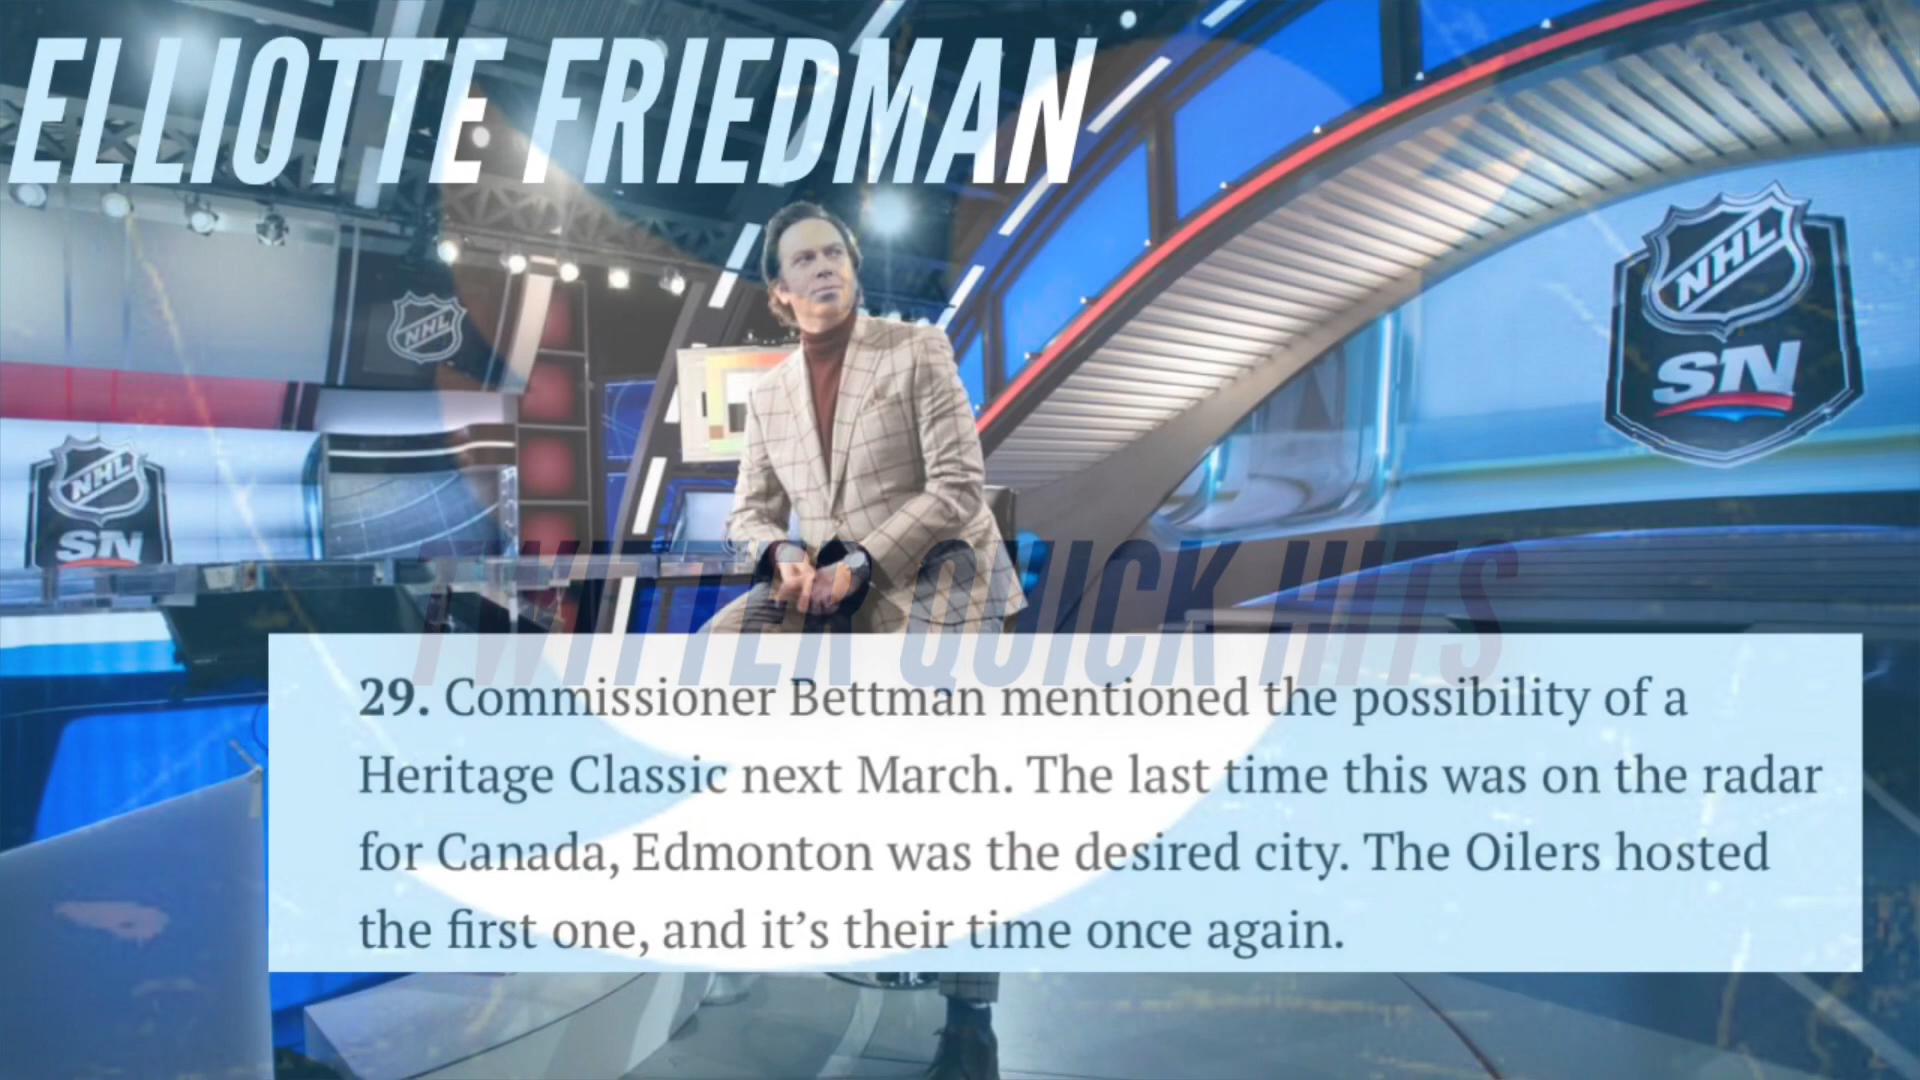 ELLIOTTE FRIEDMAN
NHL
NHL
SN
NHL
SN
TWITTER QUICK HITS
29. Commissioner Bettman mentioned the possibility of a
Heritage Classic next March. The last time this was on the radar
for Canada, Edmonton was the desired city. The Oilers hosted
the first one, and it’s their time once again.